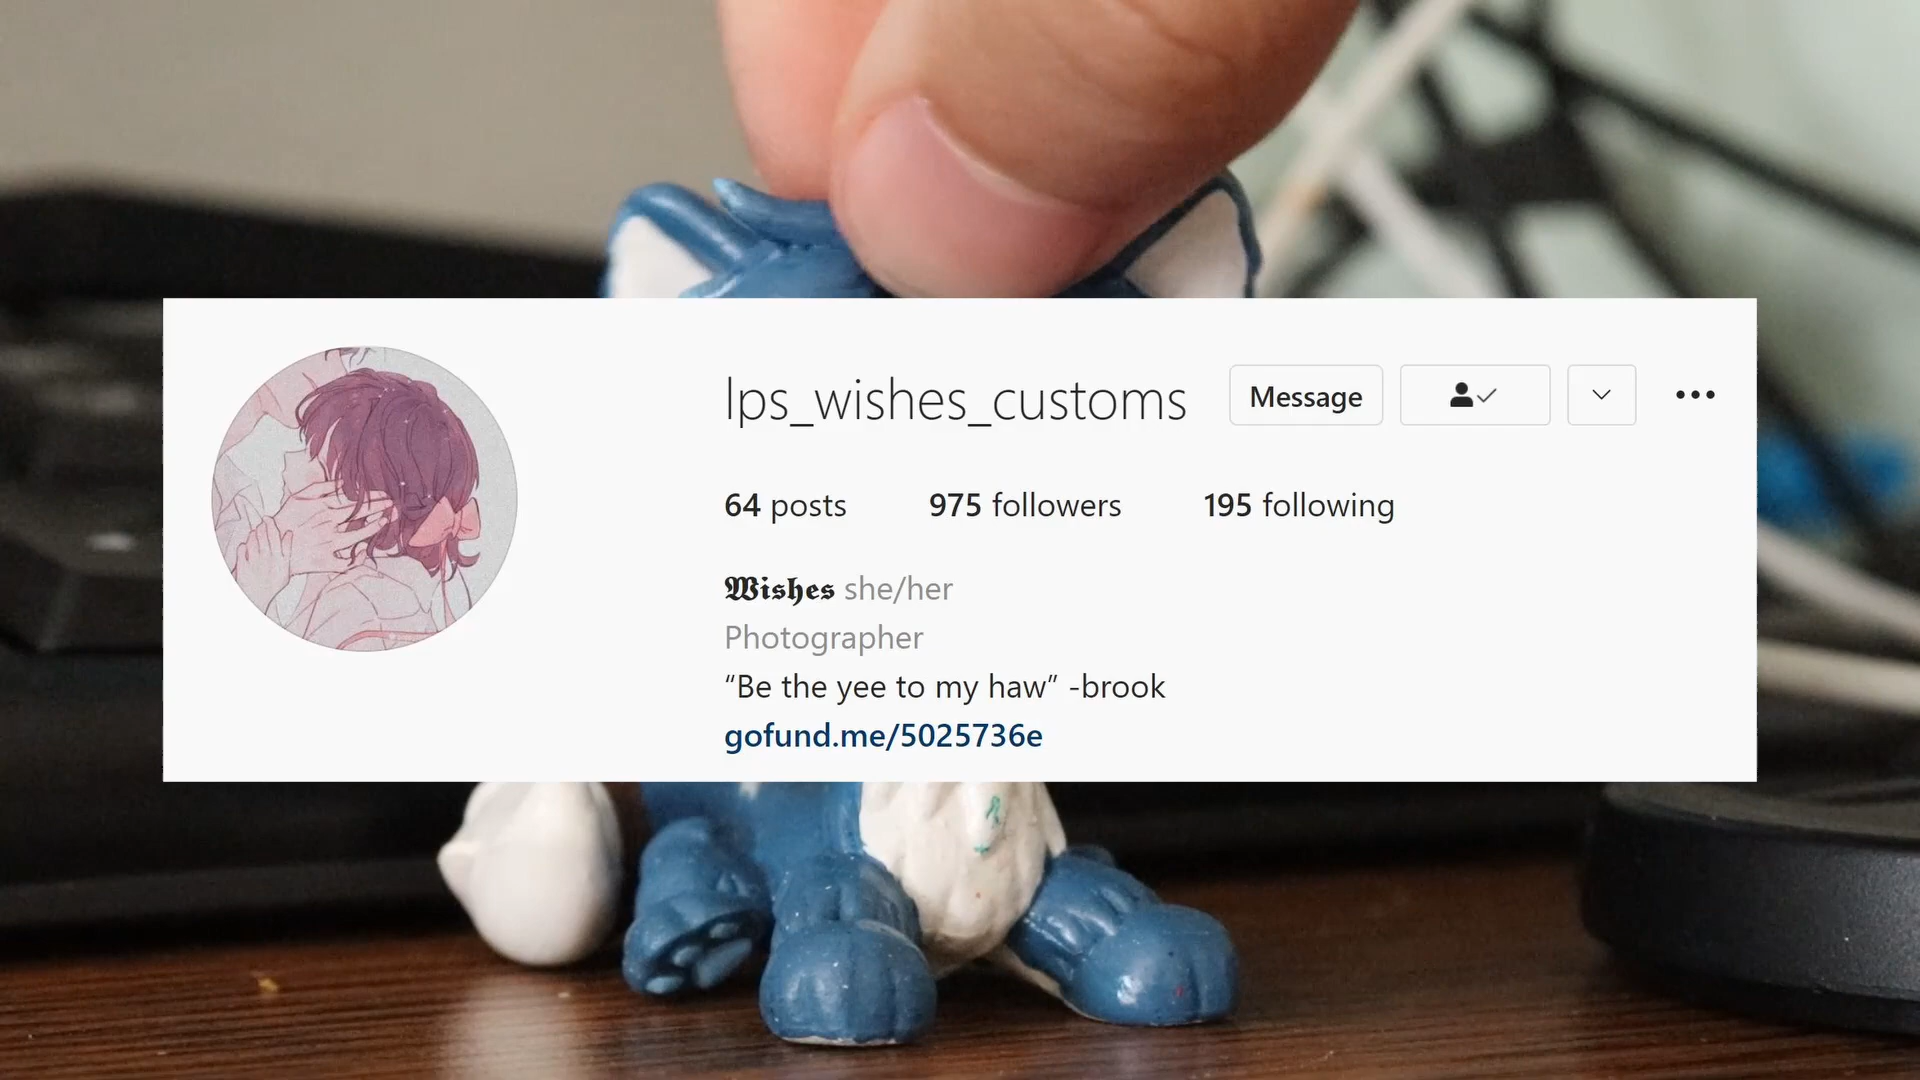 lps_wishes_customs Message
64 posts 975 followers 195 following
𝖂𝖎𝖘𝖍𝖊𝖘 she/her
Photographer
“Be the yee to my haw” -brook
gofund.me/5025736e